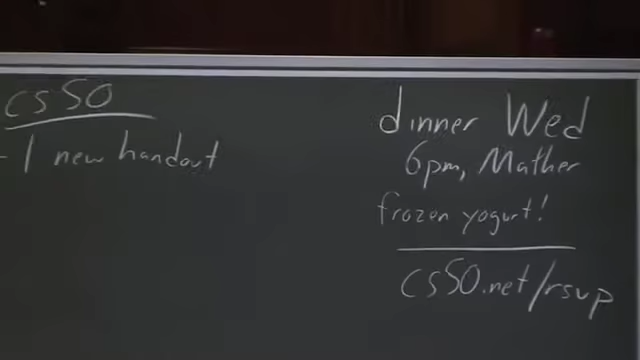 cs50
- 1 new handout
dinner Wed
6pm, Mather
frozen yogurt!
cs50.net/rsvp